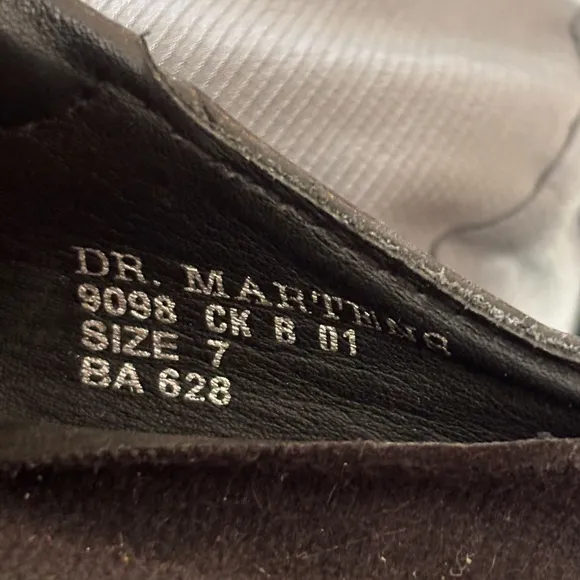 DR. MARTENS
9098 CK B 01
SIZE 7
BA 628